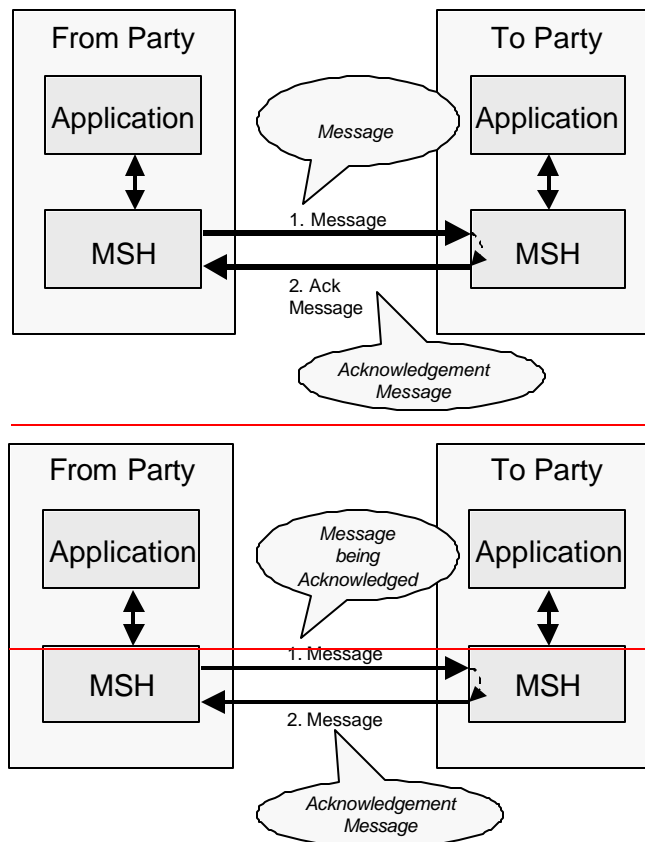 From Party
To Party
Application
Message
Application
1. Message
MSH
MSH
2. Ack
Message
Acknowledgement
Message
From Party
To Party
Application
Message
being
Acknowledged
Application
1. Message
MSH
MSH
2. Message
Acknowledgement
Message